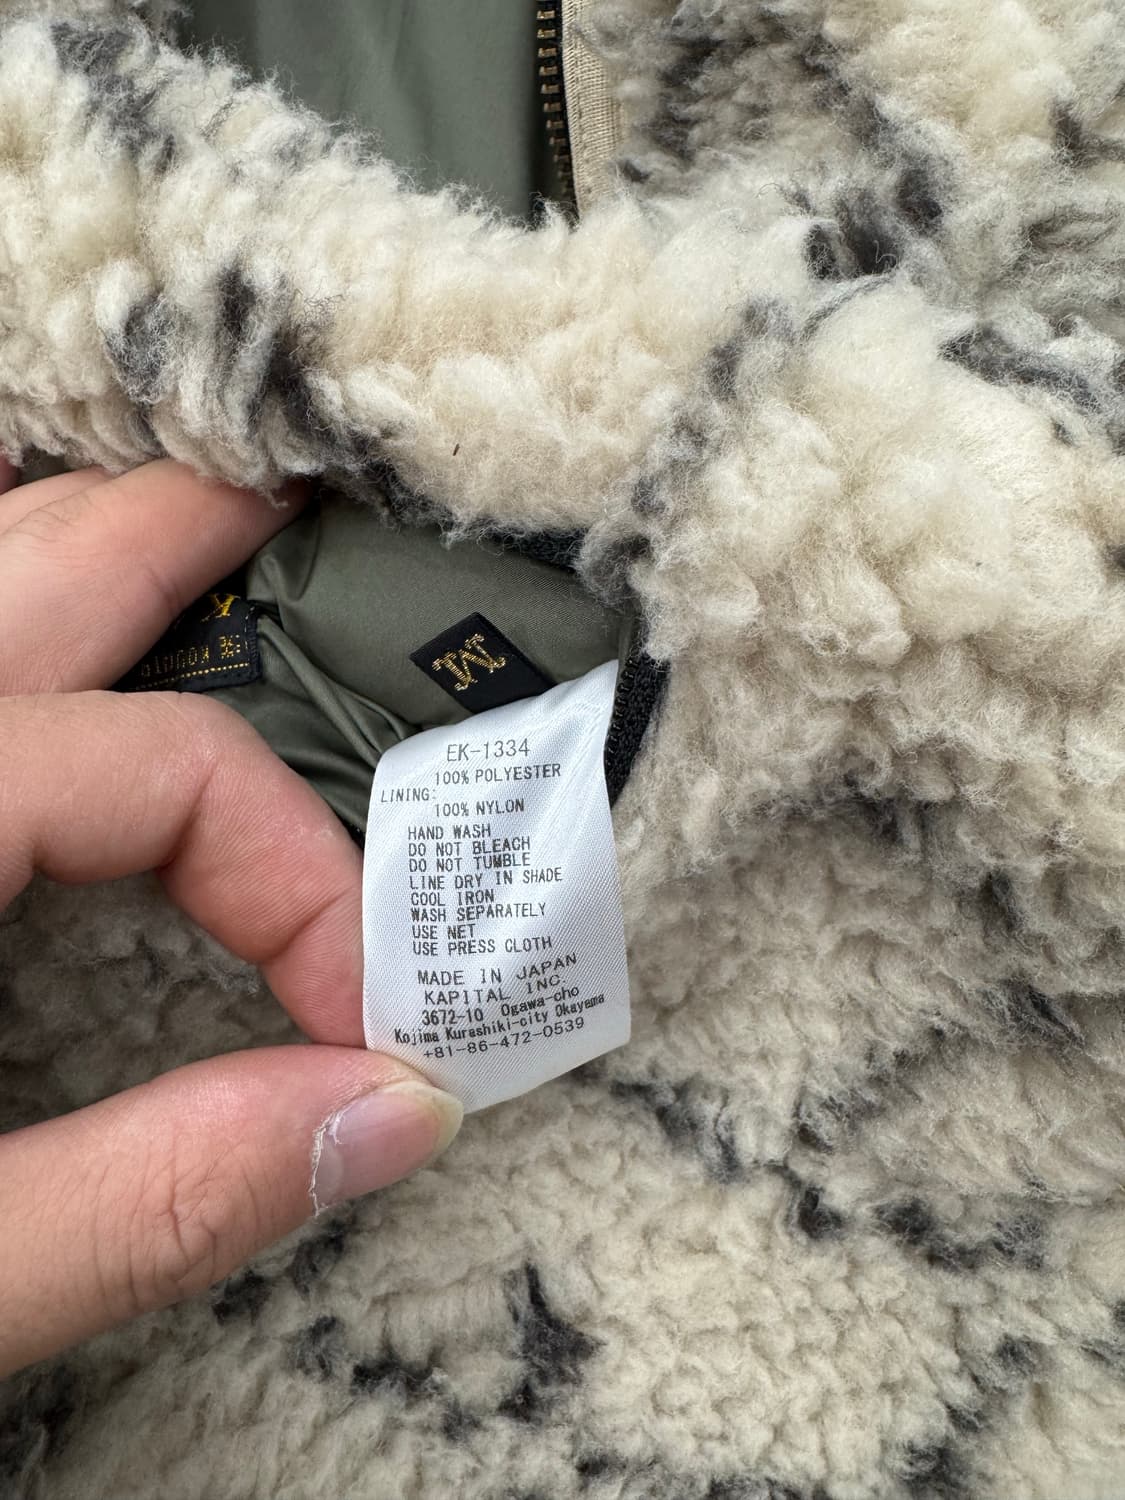 M
EK-1334
100% POLYESTER
LINING:
100% NYLON
HAND WASH
DO NOT BLEACH
DO NOT TUMBLE
LINE DRY IN SHADE
COOL IRON
WASH SEPARATELY
USE NET
USE PRESS CLOTH
MADE IN JAPAN
KAPITAL INC.
3672-10 Ogawa-cho
Kojima Kurashiki-city Okayama
+81-86-472-0539